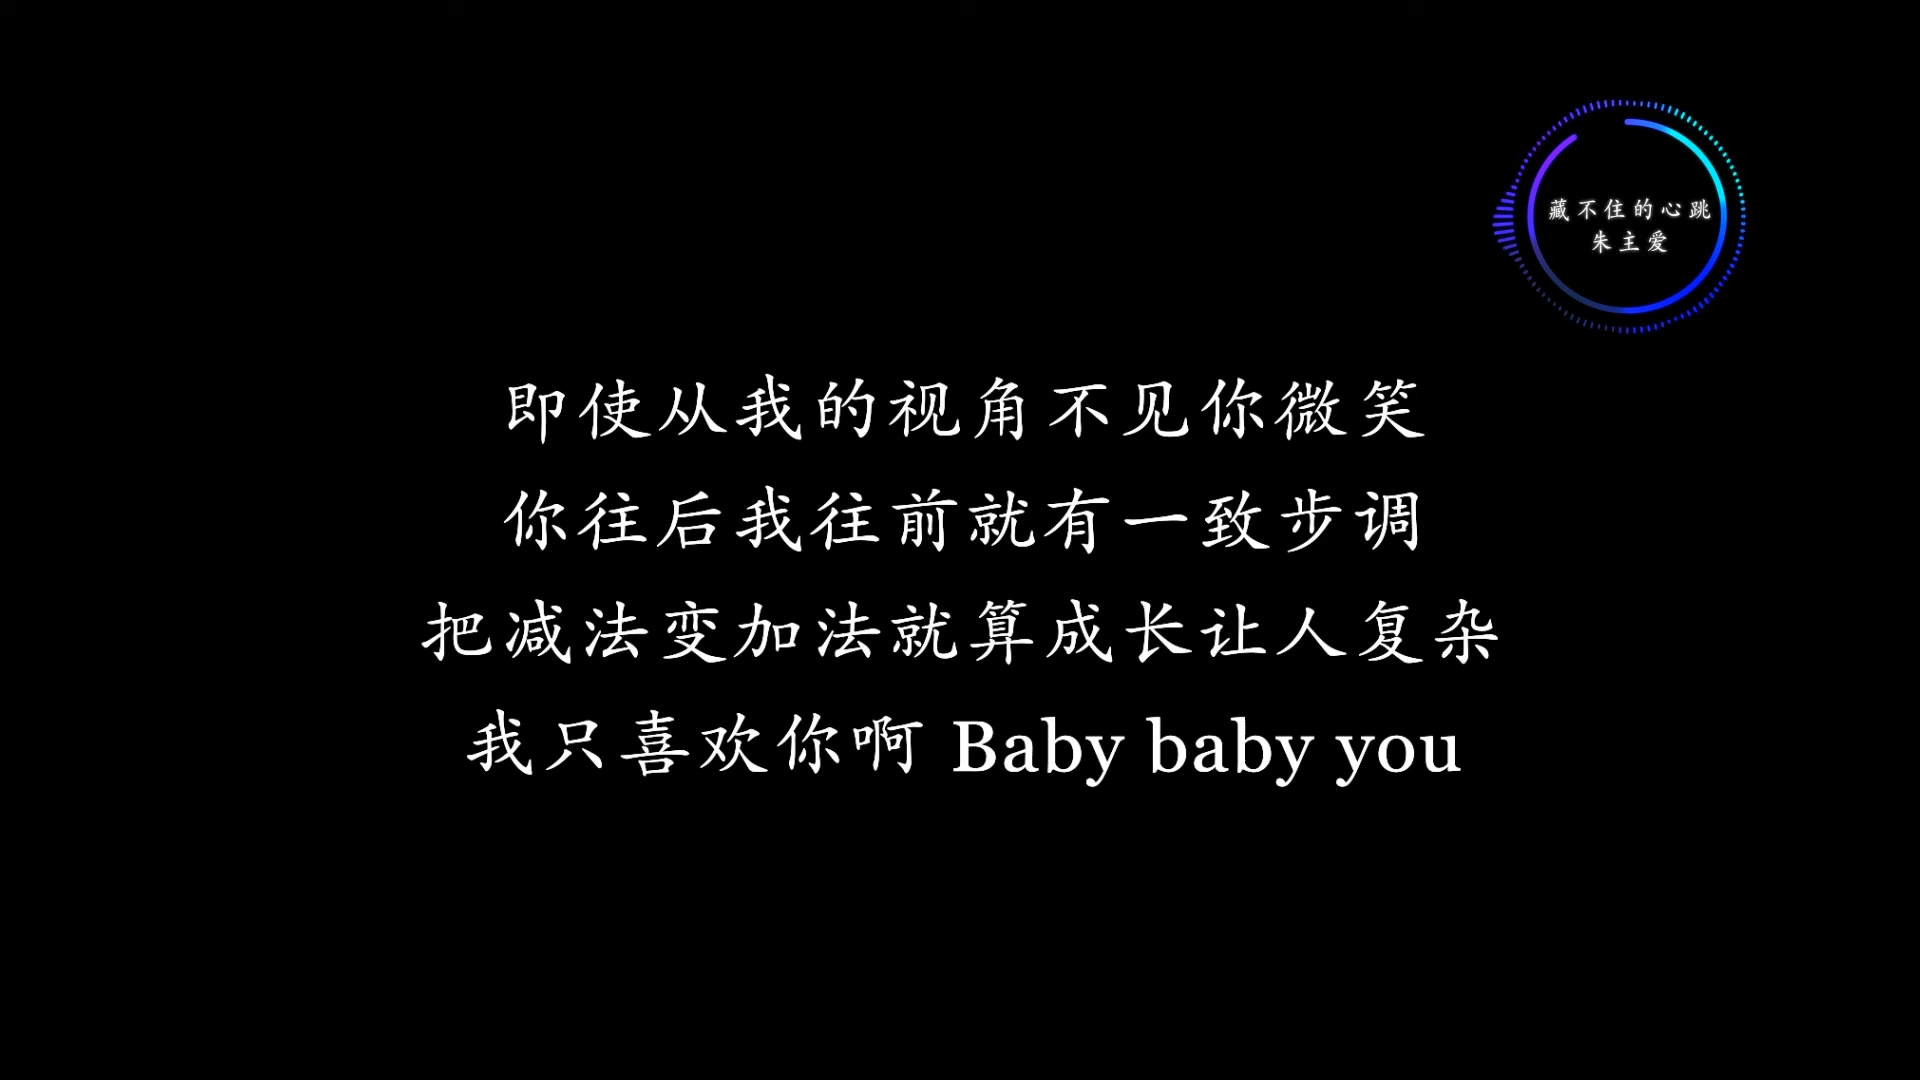 藏不住的心跳
朱主爱
即使从我的视角不见你微笑
你往后我往前就有一致步调
把减法变加法就算成长让人复杂
我只喜欢你啊 Baby baby you